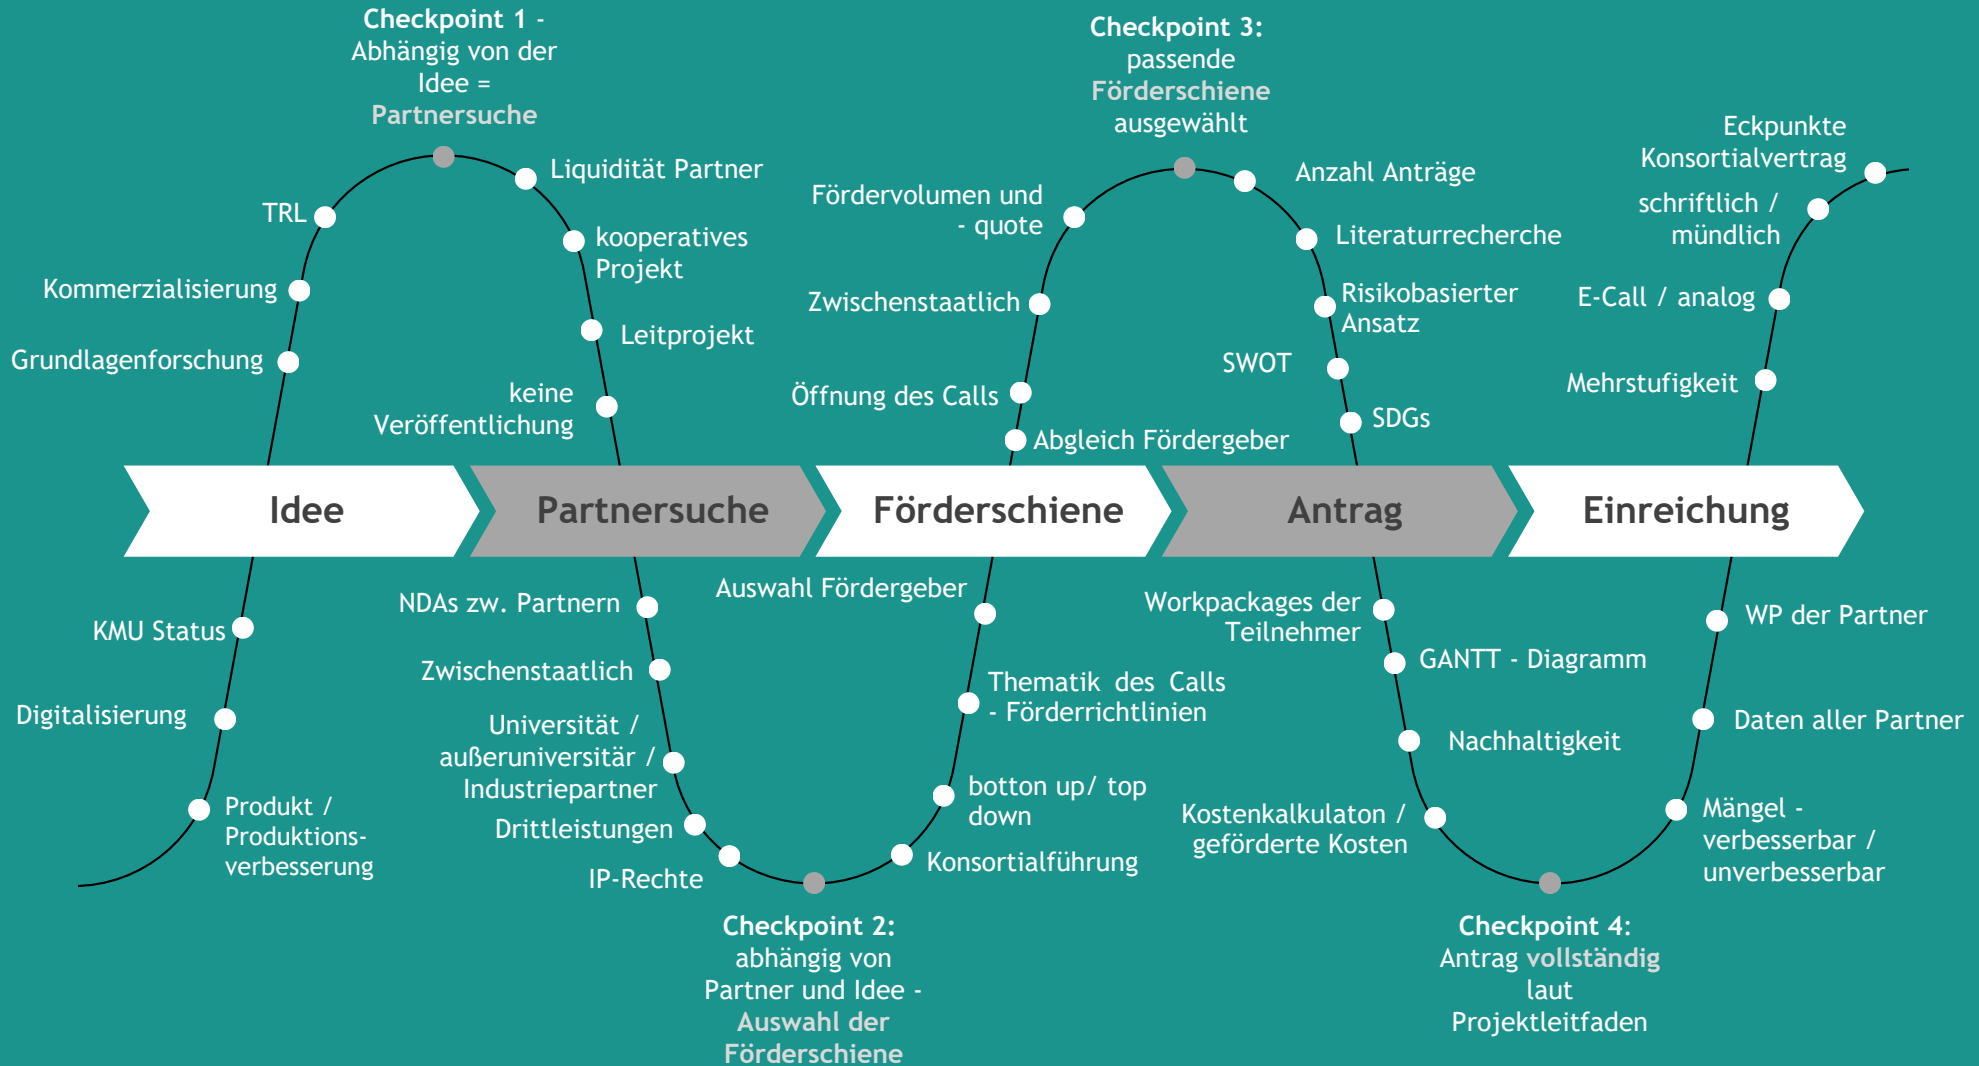 Checkpoint 1 -
Abhängig von der
Idee =
Partnersuche
TRL
Kommerzialisierung
Grundlagenforschung
KMU Status
Digitalisierung
Produkt /
Produktions-
verbesserung
Idee
Liquidität Partner
kooperatives
Projekt
Leitprojekt
keine
Veröffentlichung
Partnersuche
NDAs zw. Partnern
Zwischenstaatlich
Universität /
außeruniversitär /
Industriepartner
Drittleistungen
IP-Rechte
Checkpoint 2:
abhängig von
Partner und Idee -
Auswahl der
Förderschiene
Checkpoint 3:
passende
Förderschiene
ausgewählt
Fördervolumen und
- quote
Zwischenstaatlich
Öffnung des Calls
Abgleich Fördergeber
Förderschiene
Auswahl Fördergeber
Thematik des Calls
- Förderrichtlinien
botton up/ top
down
Konsortialführung
Anzahl Anträge
Literaturrecherche
Risikobasierter
Ansatz
SWOT
SDGs
Antrag
Workpackages der
Teilnehmer
GANTT - Diagramm
Nachhaltigkeit
Kostenkalkulaton /
geförderte Kosten
Checkpoint 4:
Antrag vollständig
laut
Projektleitfaden
Eckpunkte
Konsortialvertrag
schriftlich /
mündlich
E-Call / analog
Mehrstufigkeit
Einreichung
WP der Partner
Daten aller Partner
Mängel -
verbesserbar /
unverbesserbar